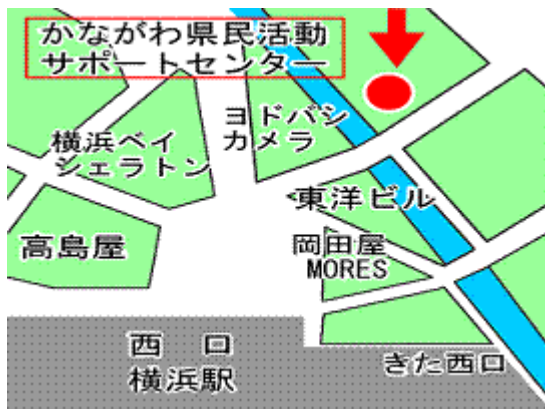 かながわ県民活動
サポートセンター
ヨドバシ
カメラ
横浜ベイ
シェラトン
東洋ビル
高島屋
岡田屋
MORES
西 口
横浜駅
きた西口